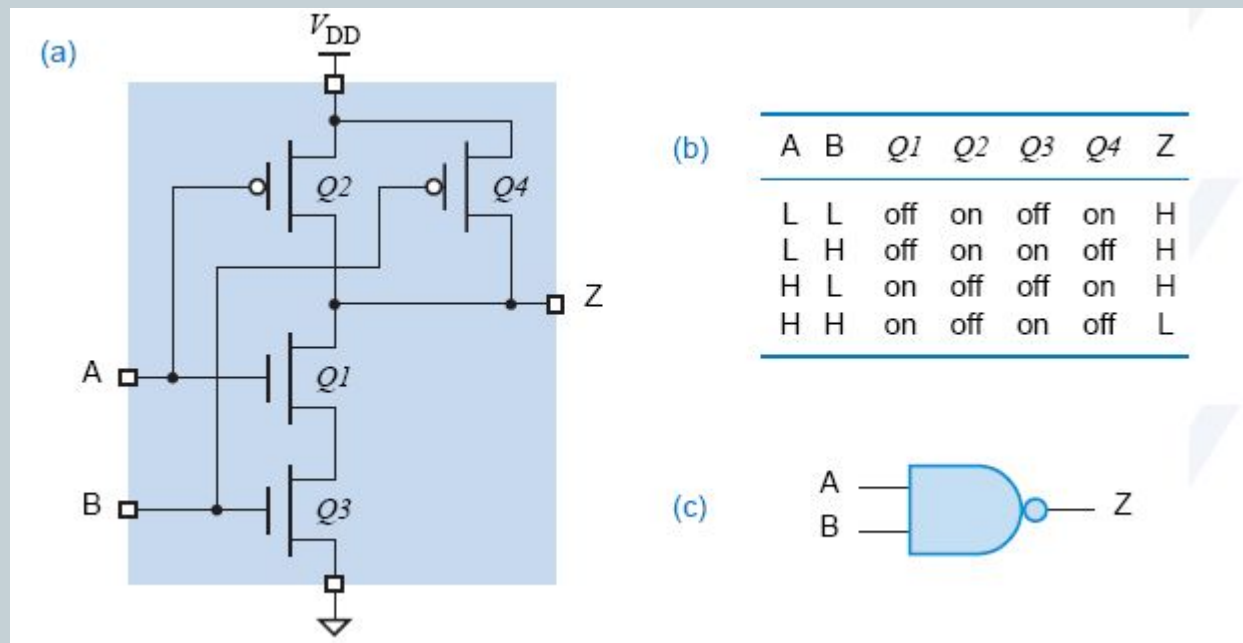 (a)
V_DD
Q2
Q4
Z
A
Q1
B
Q3
(b)
A B Q1 Q2 Q3 Q4 Z
L L off on off on H
L H off on on off H
H L on off off on H
H H on off on off L
(c)
A
B
Z